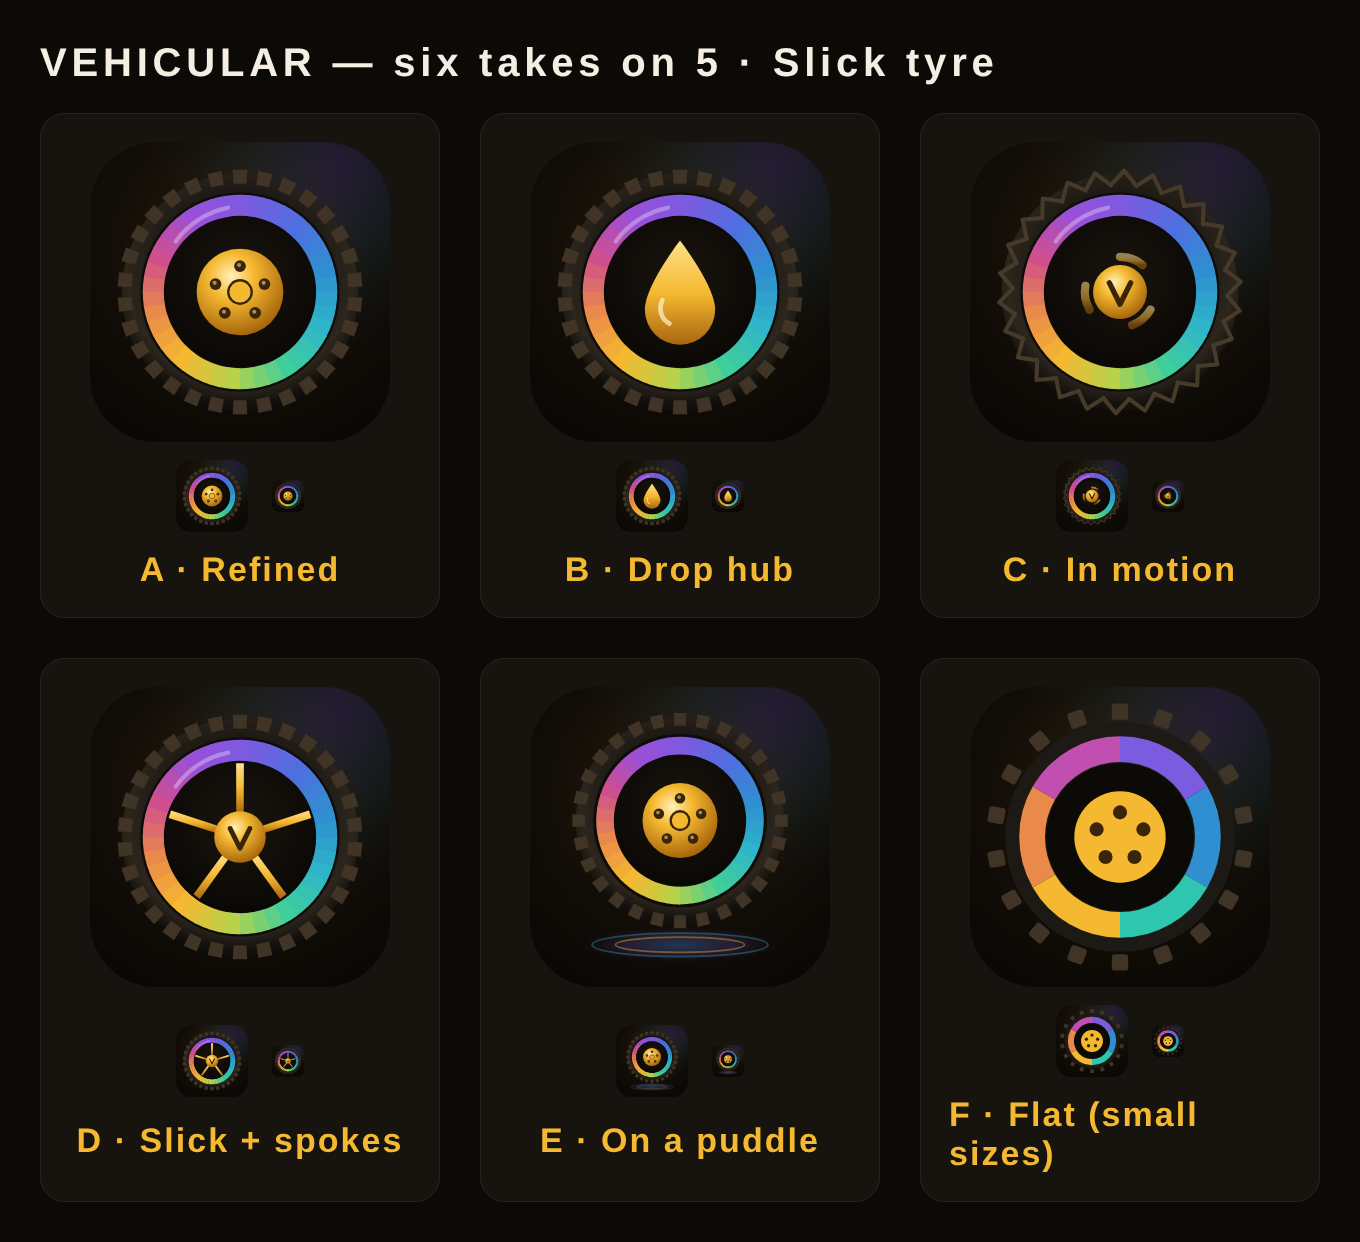 VEHICULAR — six takes on 5 · Slick tyre
A · Refined
B · Drop hub
V
C · In motion
V
D · Slick + spokes
E · On a puddle
F · Flat (small
sizes)